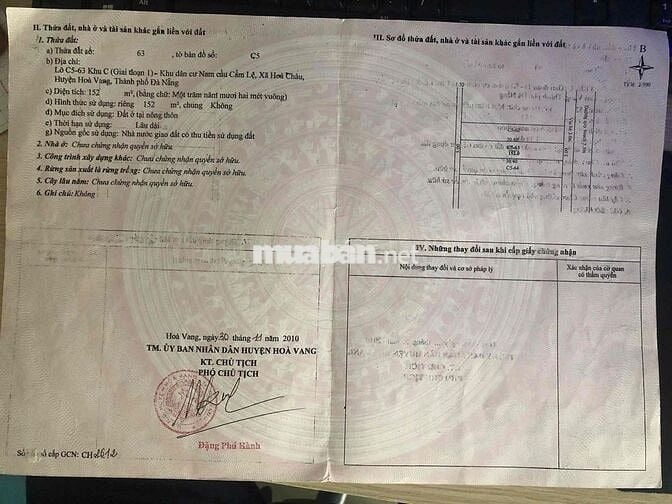 II. Thửa đất, nhà ở và tài sản khác gắn liền với đất
1. Thửa đất:
a) Thửa đất số: 63 , tờ bản đồ số: C5
b) Địa chỉ:
Lô C5-63 Khu C (Giai đoạn 1) - Khu dân cư Nam cầu Cẩm Lệ, Xã Hoà Châu,
Huyện Hoà Vang, Thành phố Đà Nẵng
c) Diện tích: 152 m², (bằng chữ: Một trăm năm mươi hai mét vuông)
d) Hình thức sử dụng: riêng 152 m², chung Không
đ) Mục đích sử dụng: Đất ở tại nông thôn
e) Thời hạn sử dụng: Lâu dài
g) Nguồn gốc sử dụng: Nhà nước giao đất có thu tiền sử dụng đất
2. Nhà ở: Chưa chứng nhận quyền sở hữu.
3. Công trình xây dựng khác: Chưa chứng nhận quyền sở hữu.
4. Rừng sản xuất là rừng trồng: Chưa chứng nhận quyền sở hữu.
5. Cây lâu năm: Chưa chứng nhận quyền sở hữu.
6. Ghi chú: Không
Hoà Vang, ngày 30 tháng 11 năm 2010
TM. ỦY BAN NHÂN DÂN HUYỆN HOÀ VANG
KT. CHỦ TỊCH
PHÓ CHỦ TỊCH
Đặng Phú Hành
cấp GCN: CH 02612
III. Sơ đồ thửa đất, nhà ở và tài sản khác gắn liền với đất
B
C5-63
152.0
C5-64
IV. Những thay đổi sau khi cấp giấy chứng nhận
Nội dung thay đổi và cơ sở pháp lý
Xác nhận của cơ quan
có thẩm quyền
muaban.net